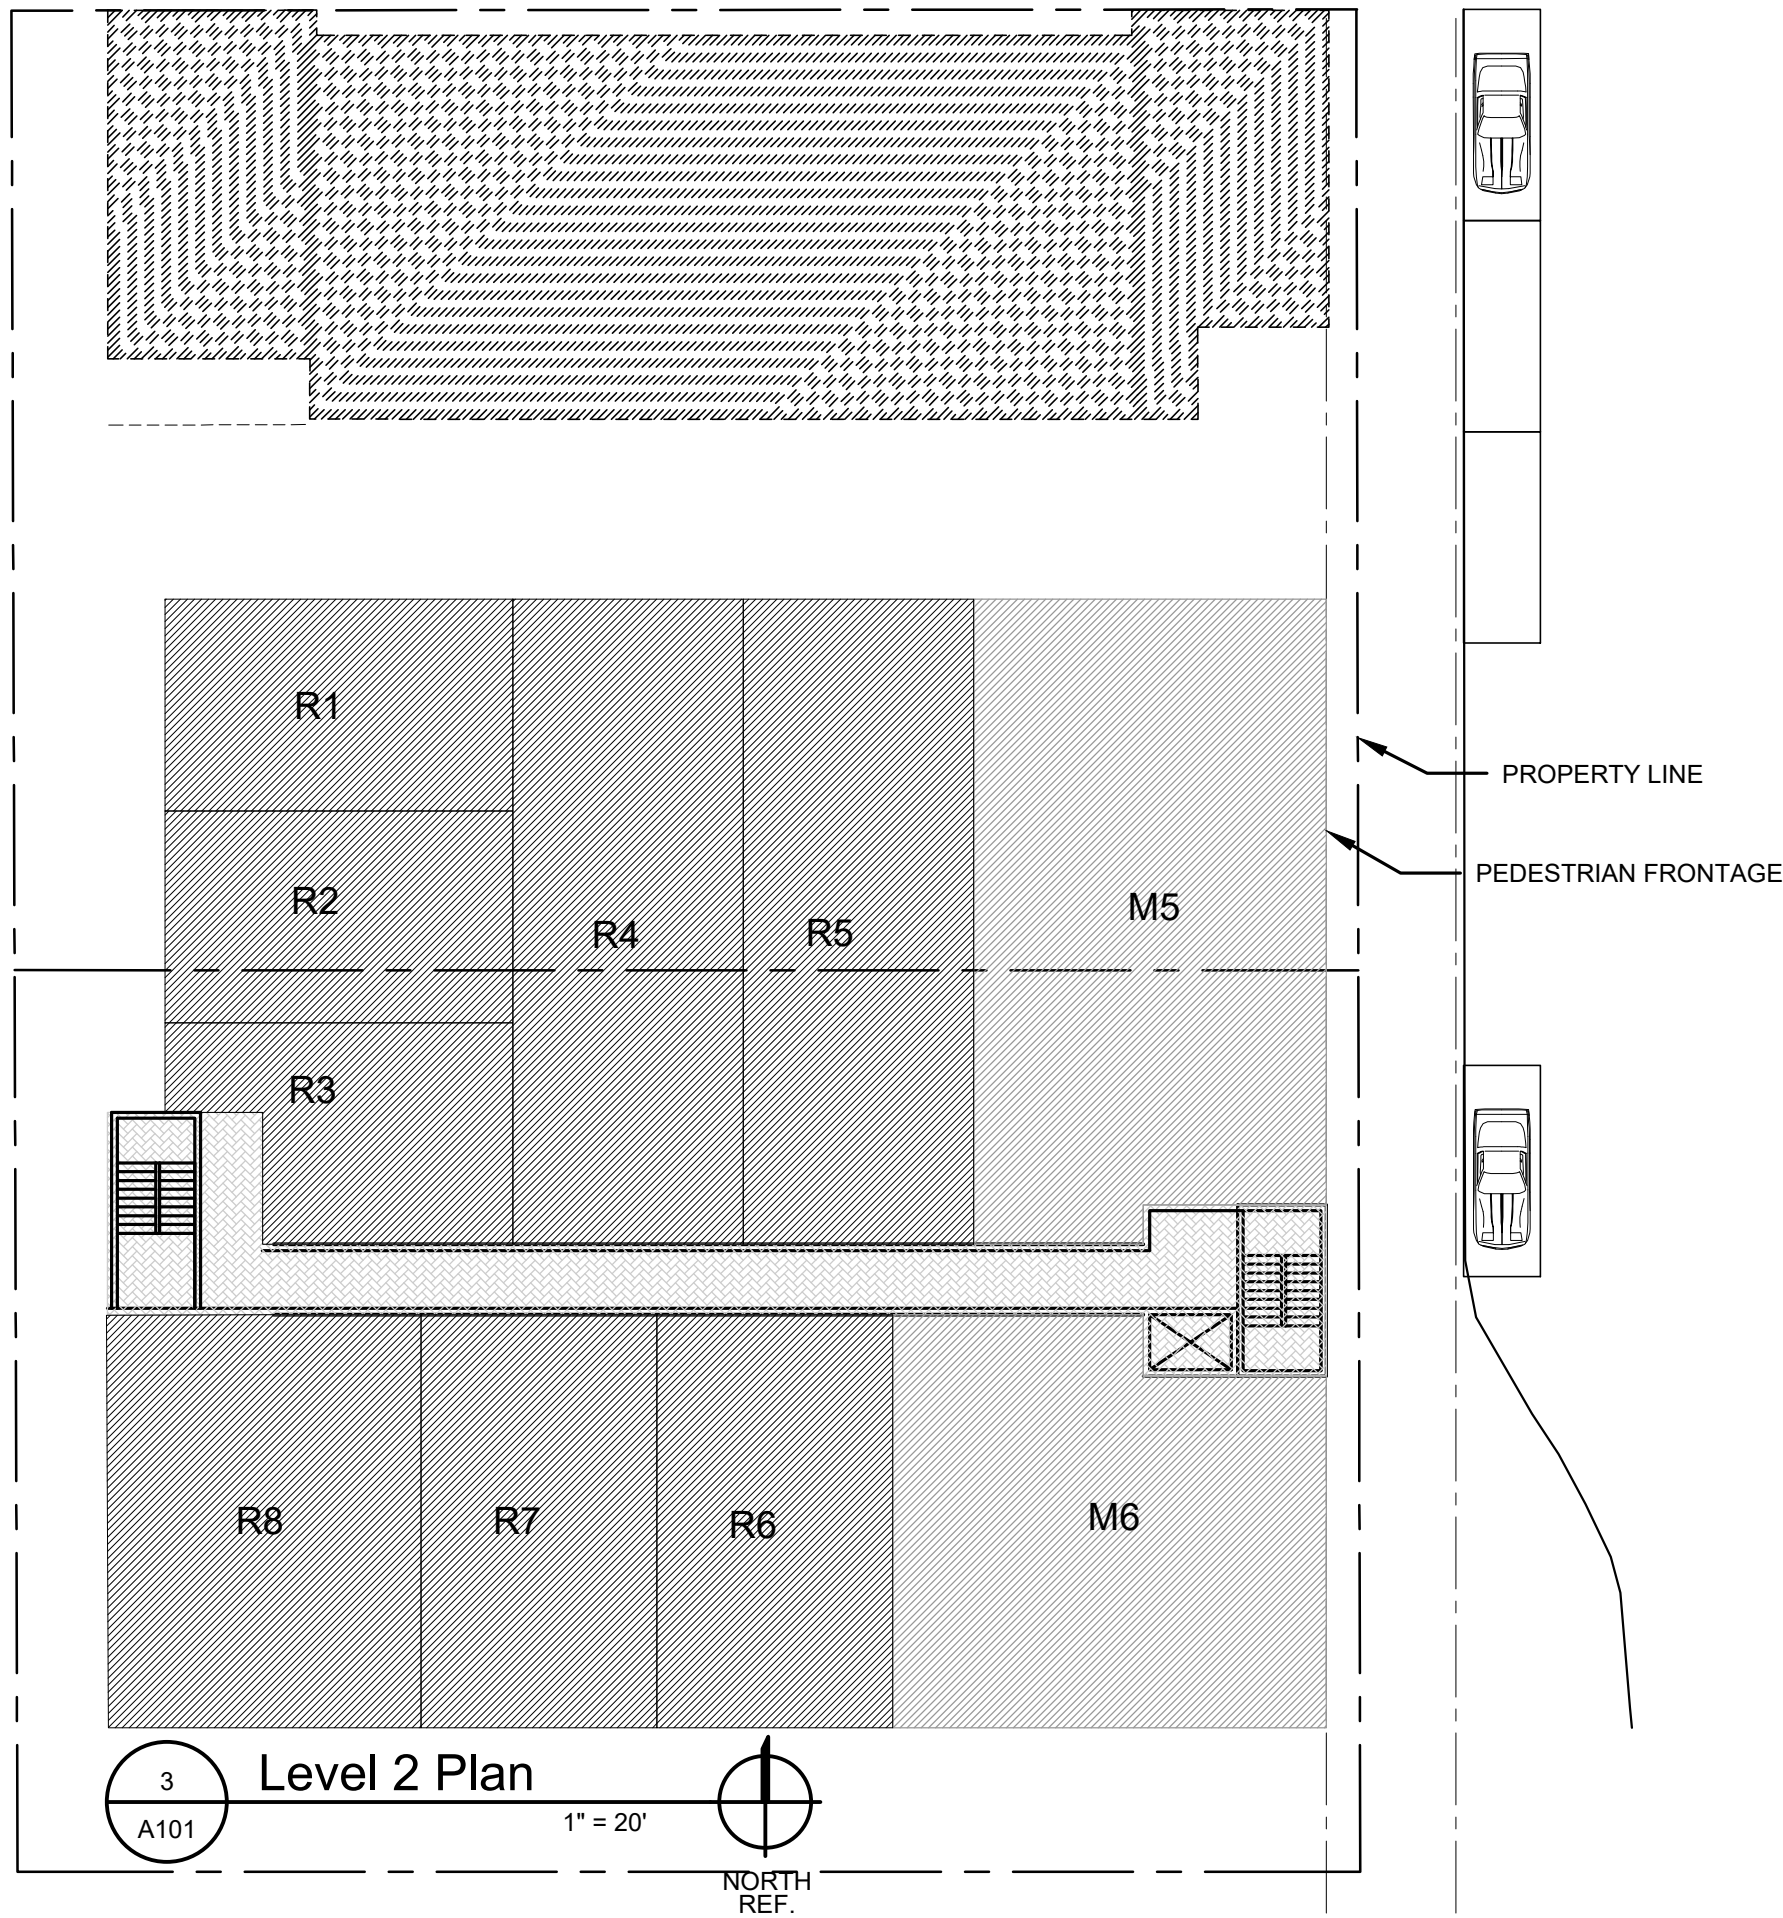 R1
PROPERTY LINE
R2
PEDESTRIAN FRONTAGE
R4
R5
M5
R3
R8
R7
R6
M6
3
A101
Level 2 Plan
1" = 20'
NORTH
REF.